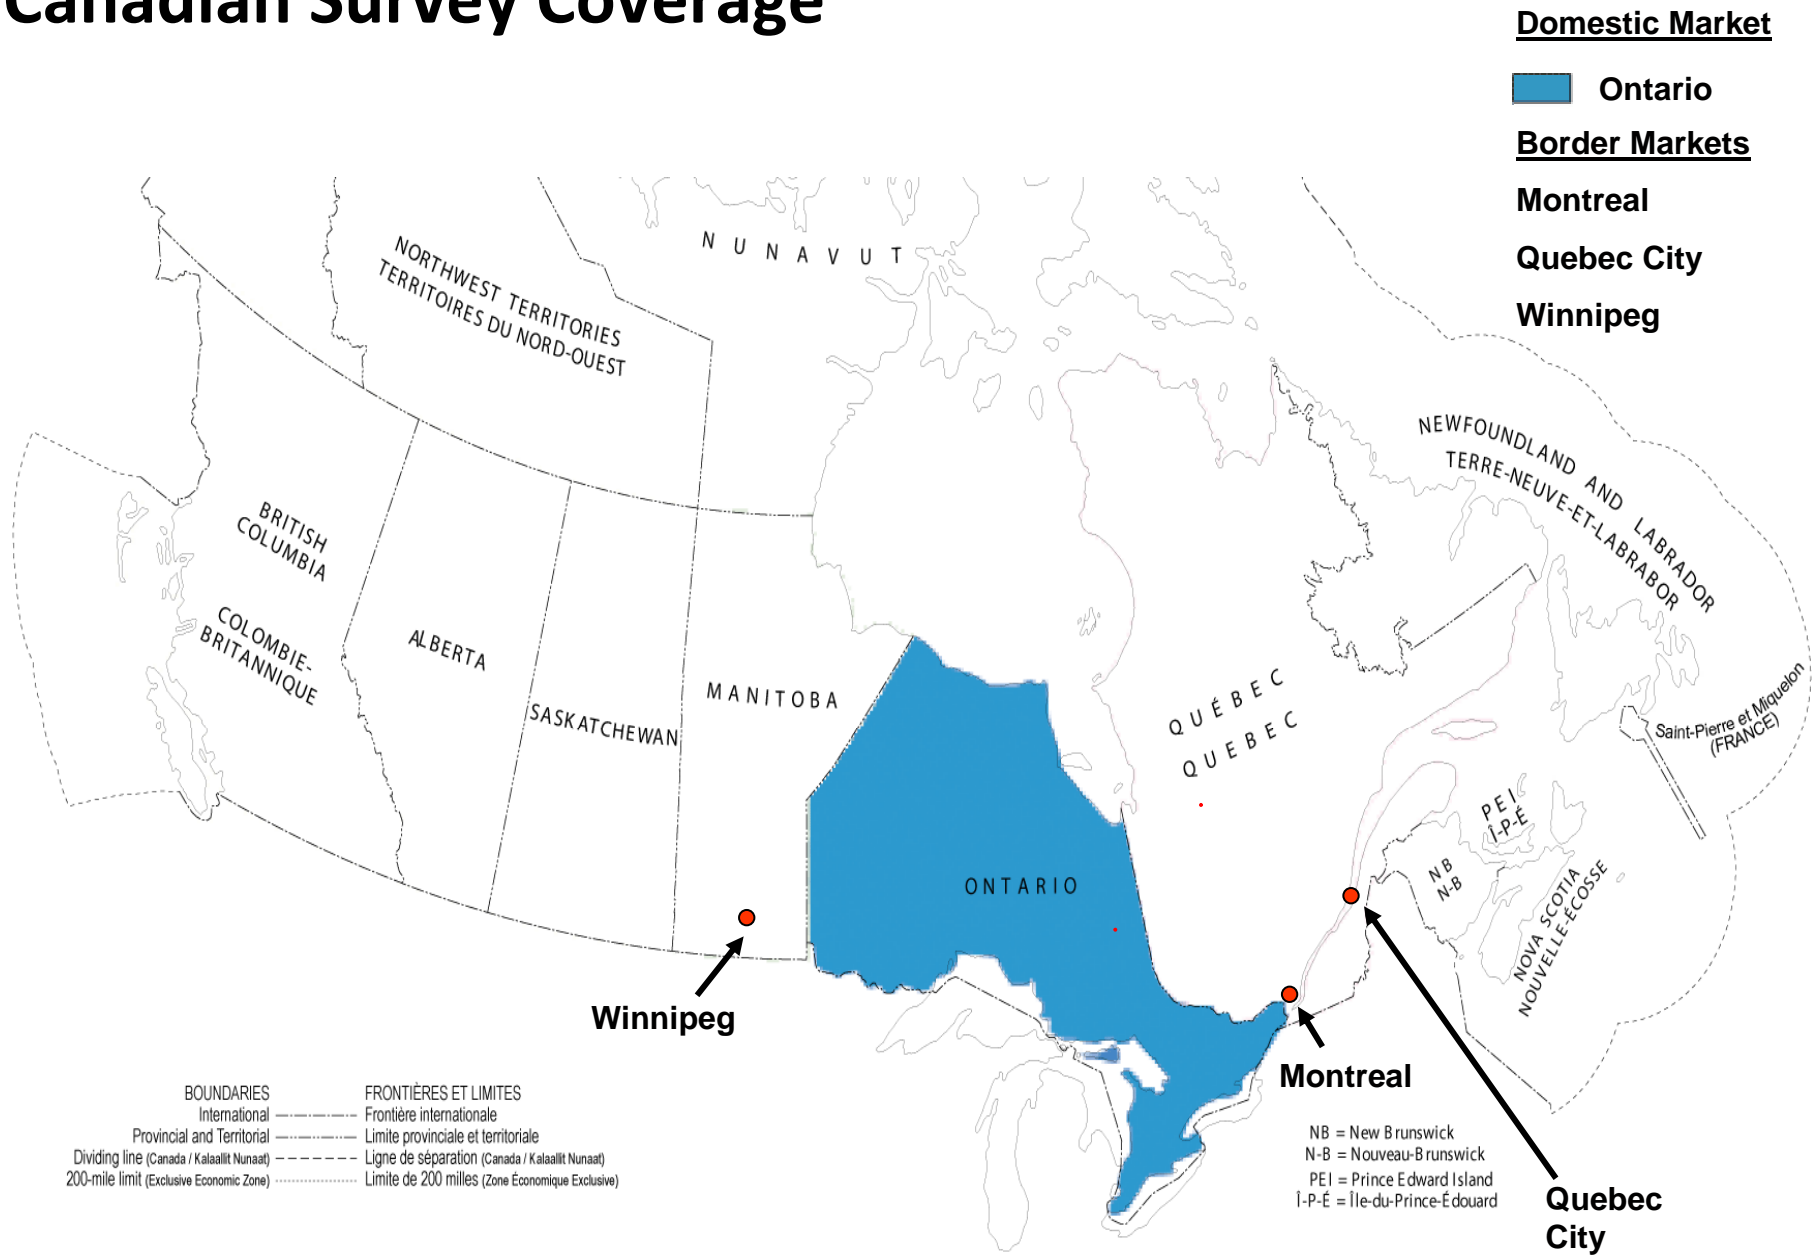 Canadian Survey Coverage
Domestic Market
Ontario
Border Markets
Montreal
Quebec City
Winnipeg
NUNAVUT
NORTHWEST TERRITORIES
TERRITOIRES DU NORD-OUEST
NEWFOUNDLAND AND LABRADOR
TERRE-NEUVE-ET-LABRABOR
BRITISH
COLUMBIA
COLOMBIE-
BRITANNIQUE
ALBERTA
SASKATCHEWAN
MANITOBA
QUÉBEC
QUEBEC
Saint-Pierre et Miquelon
(FRANCE)
PEI
Î-P-É
NB
N-B
NOVA SCOTIA
NOUVELLE-ÉCOSSE
ONTARIO
Winnipeg
Montreal
Quebec
City
BOUNDARIES FRONTIÈRES ET LIMITES
International Frontière internationale
Provincial and Territorial Limite provinciale et territoriale
Dividing line (Canada / Kalaallit Nunaat) Ligne de séparation (Canada / Kalaallit Nunaat)
200-mile limit (Exclusive Economic Zone) Limite de 200 milles (Zone Économique Exclusive)
NB = New Brunswick
N-B = Nouveau-Brunswick
PEI = Prince Edward Island
Î-P-É = Île-du-Prince-Édouard